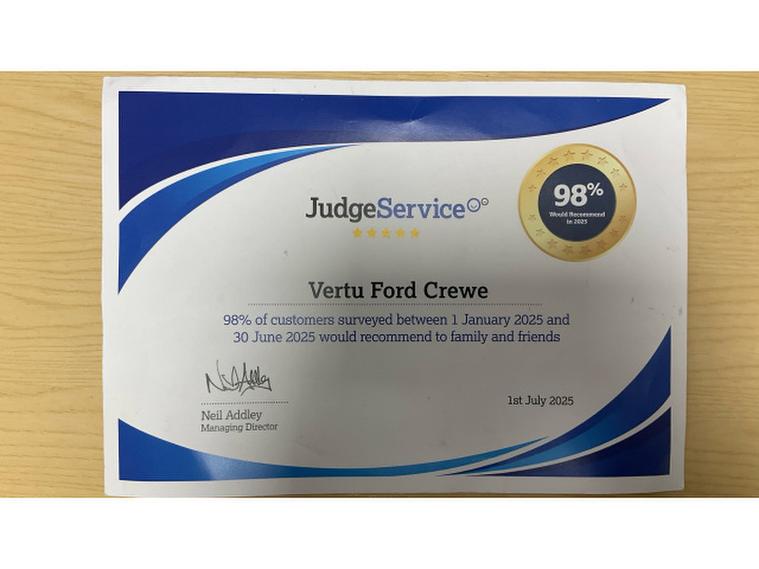 JudgeService
98%
Would Recommend
in 2025
Vertu Ford Crewe
98% of customers surveyed between 1 January 2025 and
30 June 2025 would recommend to family and friends
Neil Addley
Managing Director
1st July 2025